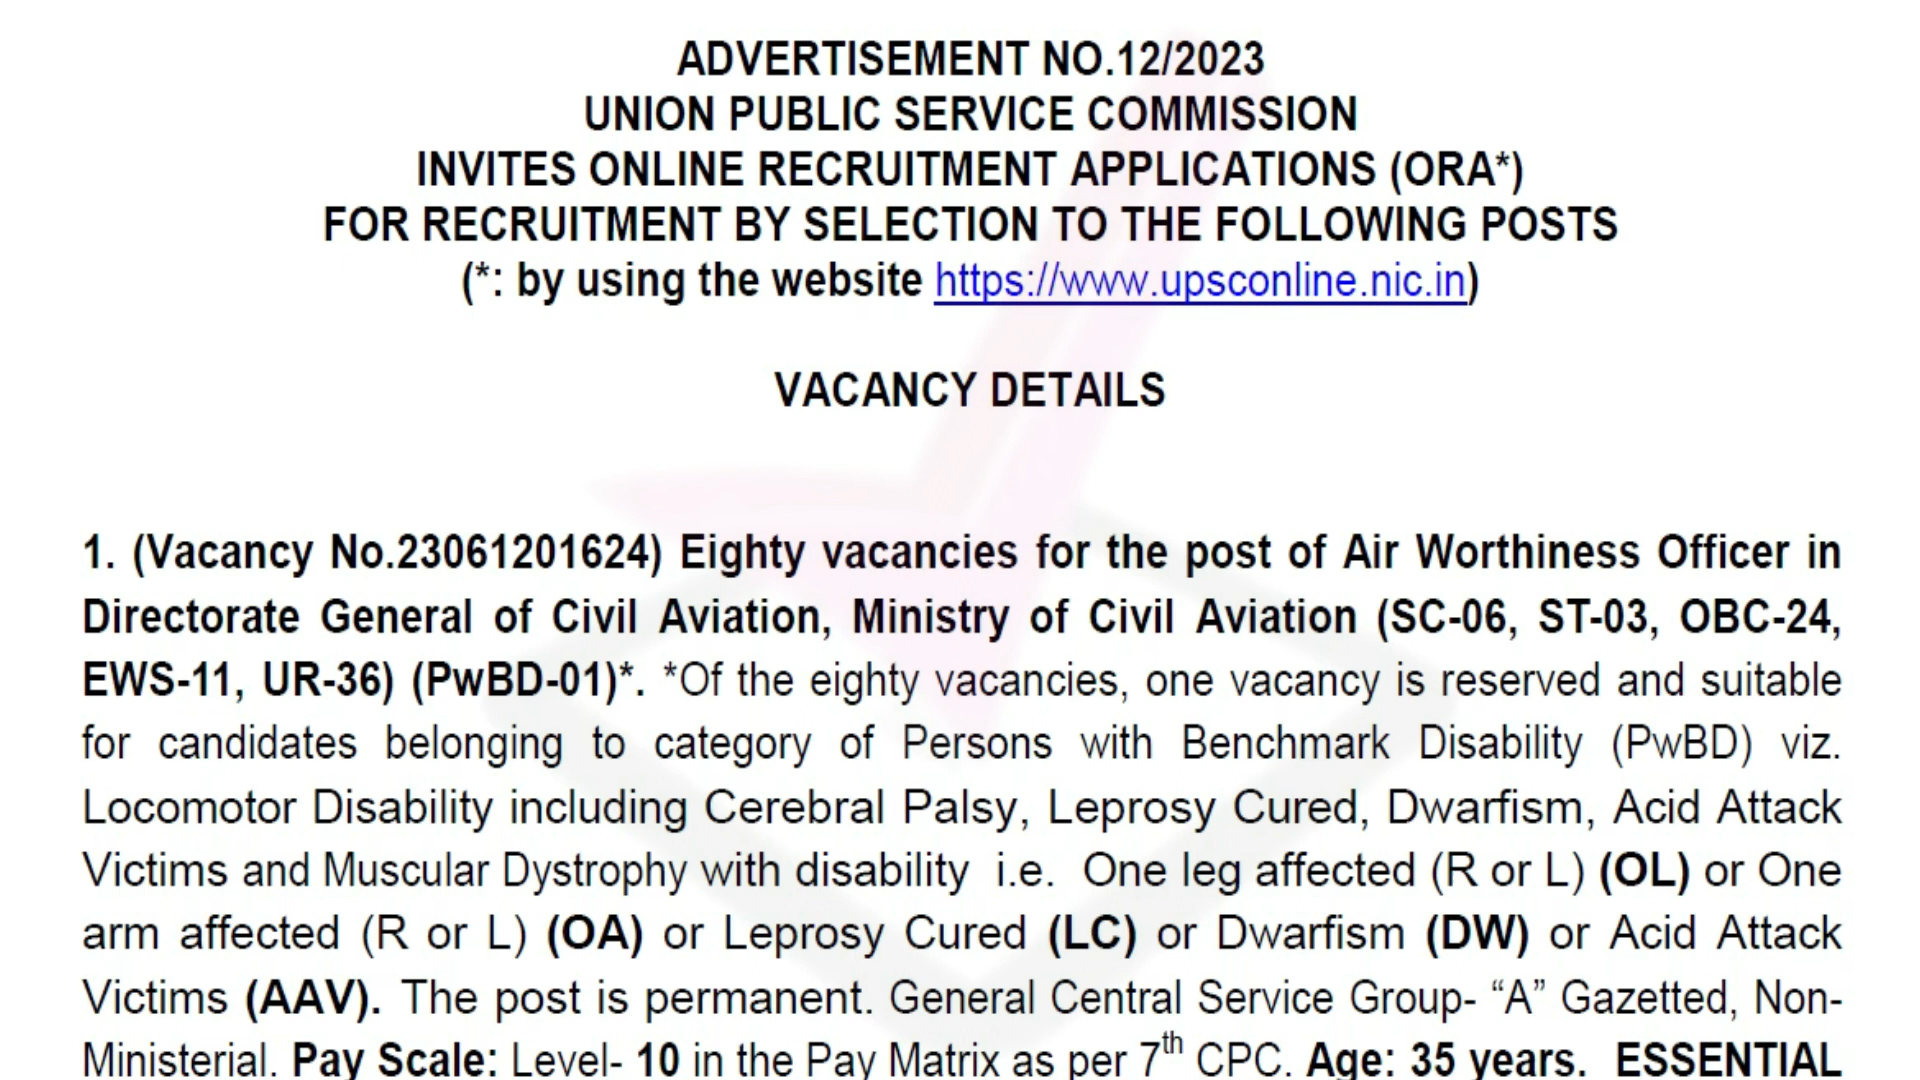 ADVERTISEMENT NO.12/2023
UNION PUBLIC SERVICE COMMISSION
INVITES ONLINE RECRUITMENT APPLICATIONS (ORA*)
FOR RECRUITMENT BY SELECTION TO THE FOLLOWING POSTS
(*: by using the website https://www.upsconline.nic.in)
VACANCY DETAILS
1. (Vacancy No.23061201624) Eighty vacancies for the post of Air Worthiness Officer in
Directorate General of Civil Aviation, Ministry of Civil Aviation (SC-06, ST-03, OBC-24,
EWS-11, UR-36) (PwBD-01)*. *Of the eighty vacancies, one vacancy is reserved and suitable
for candidates belonging to category of Persons with Benchmark Disability (PwBD) viz.
Locomotor Disability including Cerebral Palsy, Leprosy Cured, Dwarfism, Acid Attack
Victims and Muscular Dystrophy with disability i.e. One leg affected (R or L) (OL) or One
arm affected (R or L) (OA) or Leprosy Cured (LC) or Dwarfism (DW) or Acid Attack
Victims (AAV). The post is permanent. General Central Service Group- “A” Gazetted, Non-
Ministerial. Pay Scale: Level- 10 in the Pay Matrix as per 7th CPC. Age: 35 years. ESSENTIAL